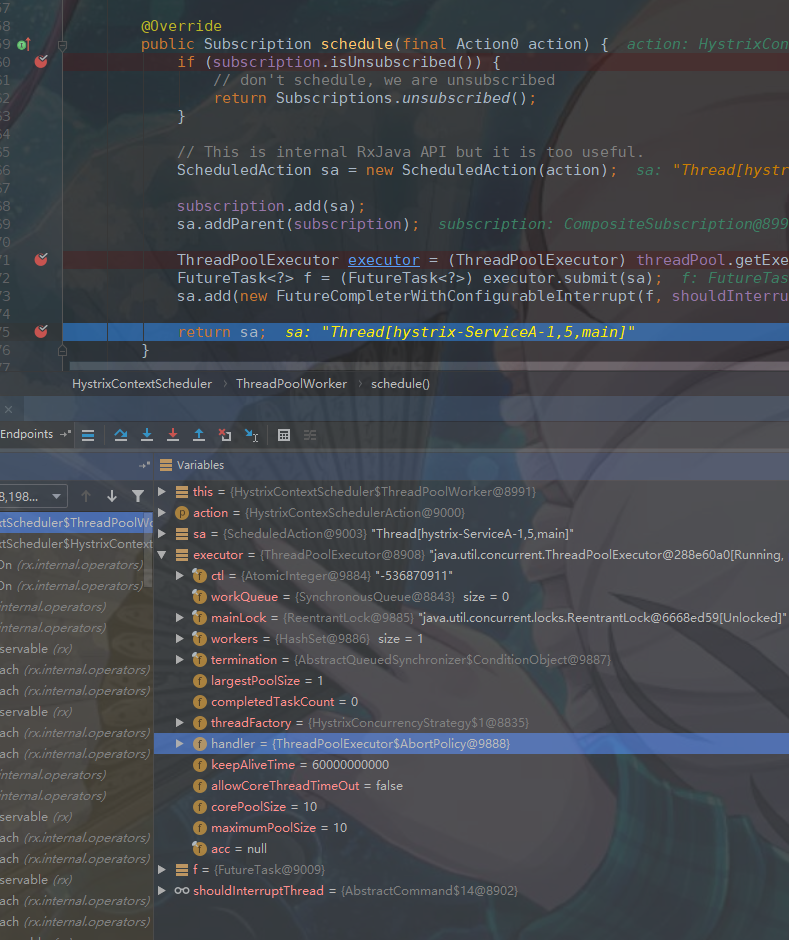 57
58 @Override
59 public Subscription schedule(final Action0 action) { action: HystrixCon
60 if (subscription.isUnsubscribed()) {
61 // don't schedule, we are unsubscribed
62 return Subscriptions.unsubscribed();
63 }
64
65 // This is internal RxJava API but it is too useful.
66 ScheduledAction sa = new ScheduledAction(action); sa: "Thread[hystr
67
68 subscription.add(sa);
69 sa.addParent(subscription); subscription: CompositeSubscription@899
70
71 ThreadPoolExecutor executor = (ThreadPoolExecutor) threadPool.getExe
72 FutureTask<?> f = (FutureTask<?>) executor.submit(sa); f: FutureTas
73 sa.add(new FutureCompleterWithConfigurableInterrupt(f, shouldInterru
74
75 return sa; sa: "Thread[hystrix-ServiceA-1,5,main]"
76 }
77
HystrixContextScheduler › ThreadPoolWorker › schedule()
Endpoints
Variables
8,198...
this = {HystrixContextScheduler$ThreadPoolWorker@8991}
action = {HystrixContexSchedulerAction@9000}
xtScheduler$ThreadPoolWo
sa = {ScheduledAction@9003} "Thread[hystrix-ServiceA-1,5,main]"
xtScheduler$HystrixContext
executor = {ThreadPoolExecutor@8908} "java.util.concurrent.ThreadPoolExecutor@288e60a0[Running,
On (rx.internal.operators)
ctl = {AtomicInteger@9884} "-536870911"
On (rx.internal.operators)
workQueue = {SynchronousQueue@8843} size = 0
internal.operators)
mainLock = {ReentrantLock@9885} "java.util.concurrent.locks.ReentrantLock@6668ed59[Unlocked]"
internal.operators)
workers = {HashSet@9886} size = 1
servable (rx)
termination = {AbstractQueuedSynchronizer$ConditionObject@9887}
ach (rx.internal.operators)
largestPoolSize = 1
ach (rx.internal.operators)
completedTaskCount = 0
servable (rx)
threadFactory = {HystrixConcurrencyStrategy$1@8835}
ach (rx.internal.operators)
handler = {ThreadPoolExecutor$AbortPolicy@9888}
ach (rx.internal.operators)
keepAliveTime = 60000000000
internal.operators)
allowCoreThreadTimeOut = false
internal.operators)
corePoolSize = 10
servable (rx)
maximumPoolSize = 10
ach (rx.internal.operators)
acc = null
ach (rx.internal.operators)
f = {FutureTask@9009}
servable (rx)
shouldInterruptThread = {AbstractCommand$14@8902}
ach (rx.internal.operators)
ach (rx.internal.operators)